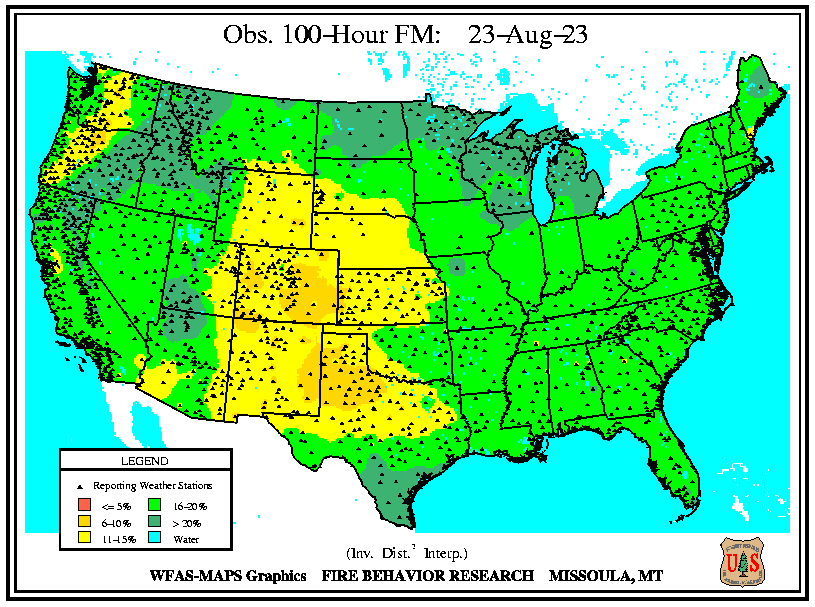 Obs. 100-Hour FM: 23-Aug-23
LEGEND
Reporting Weather Stations
<= 5%
16-20%
6-10%
> 20%
11-15%
Water
(Inv. Dist.² Interp.)
WFAS-MAPS Graphics FIRE BEHAVIOR RESEARCH MISSOULA, MT
U S